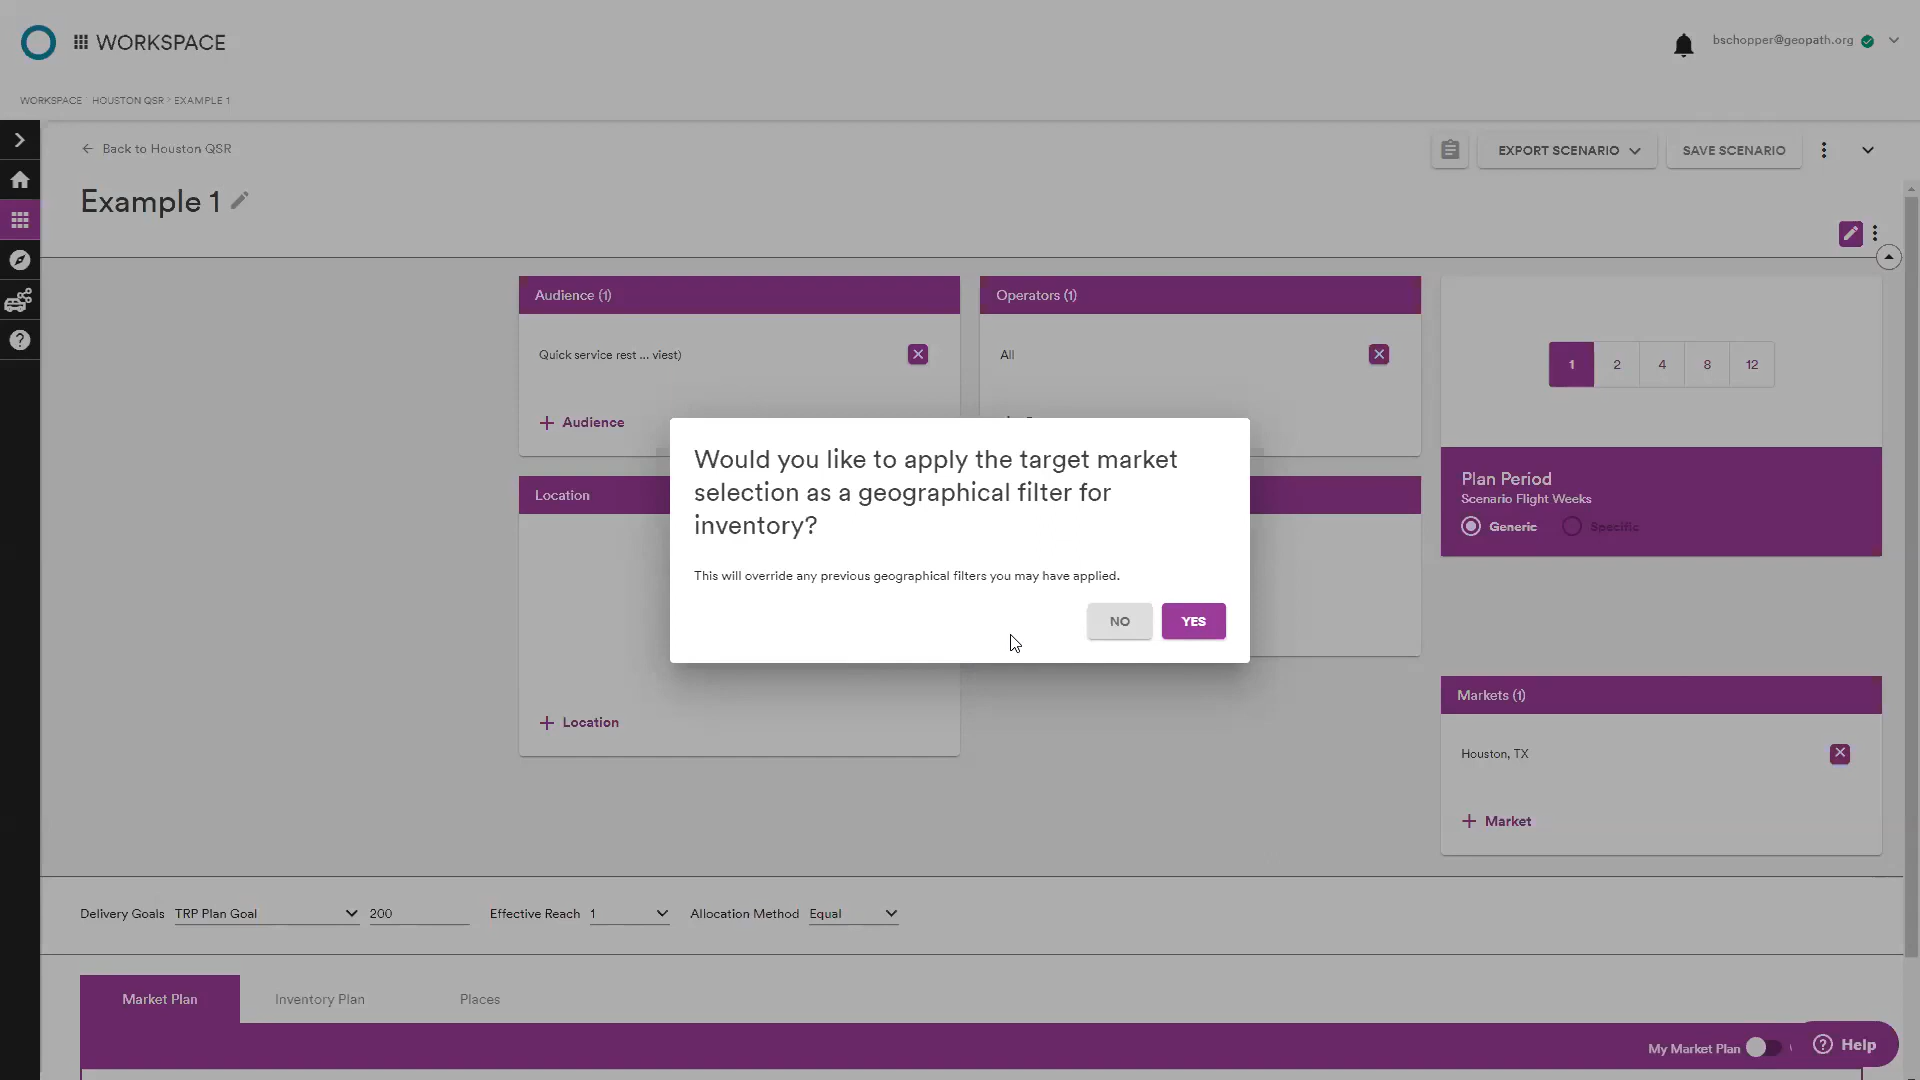 WORKSPACE
bschopper@geopath.org
WORKSPACE > HOUSTON QSR > EXAMPLE 1
Back to Houston QSR
EXPORT SCENARIO
SAVE SCENARIO
Example 1
Audience (1)
Operators (1)
Quick service rest ... viest)
All
1 2 4 8 12
+ Audience
Would you like to apply the target market
selection as a geographical filter for
inventory?
This will override any previous geographical filters you may have applied.
NO
YES
Plan Period
Scenario Flight Weeks
Generic
Specific
Location
+ Location
Markets (1)
Houston, TX
+ Market
Delivery Goals TRP Plan Goal 200 Effective Reach 1 Allocation Method Equal
Market Plan
Inventory Plan
Places
My Market Plan
Help